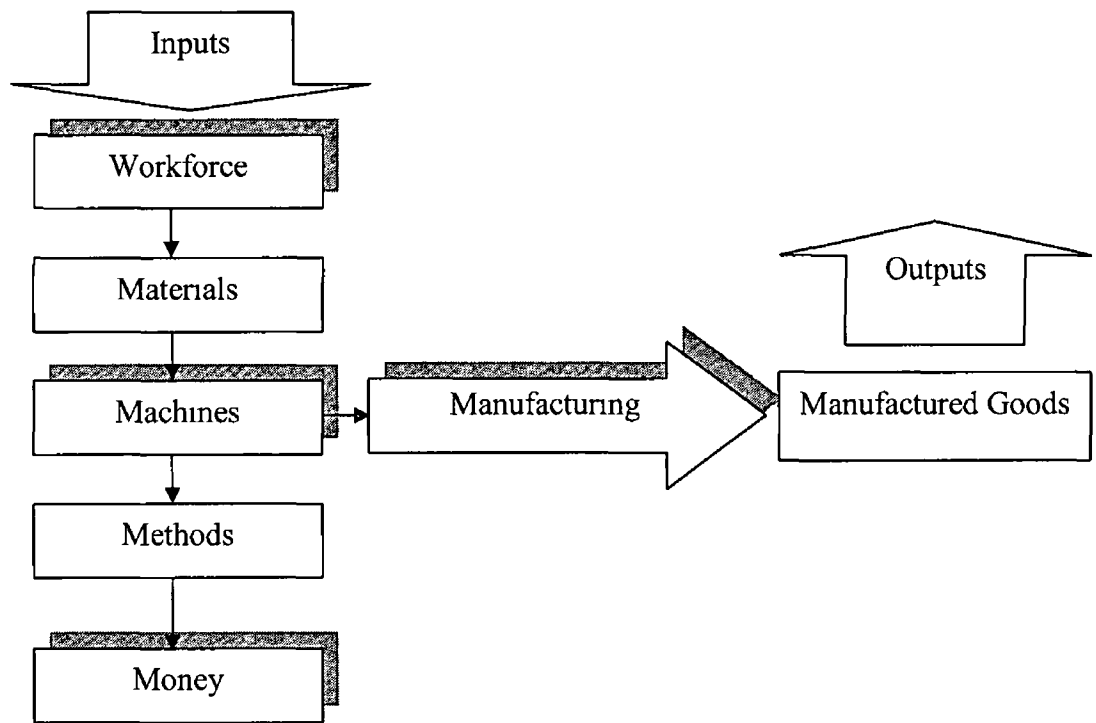 Inputs
Workforce
Materials
Machines
Methods
Money
Manufacturing
Outputs
Manufactured Goods